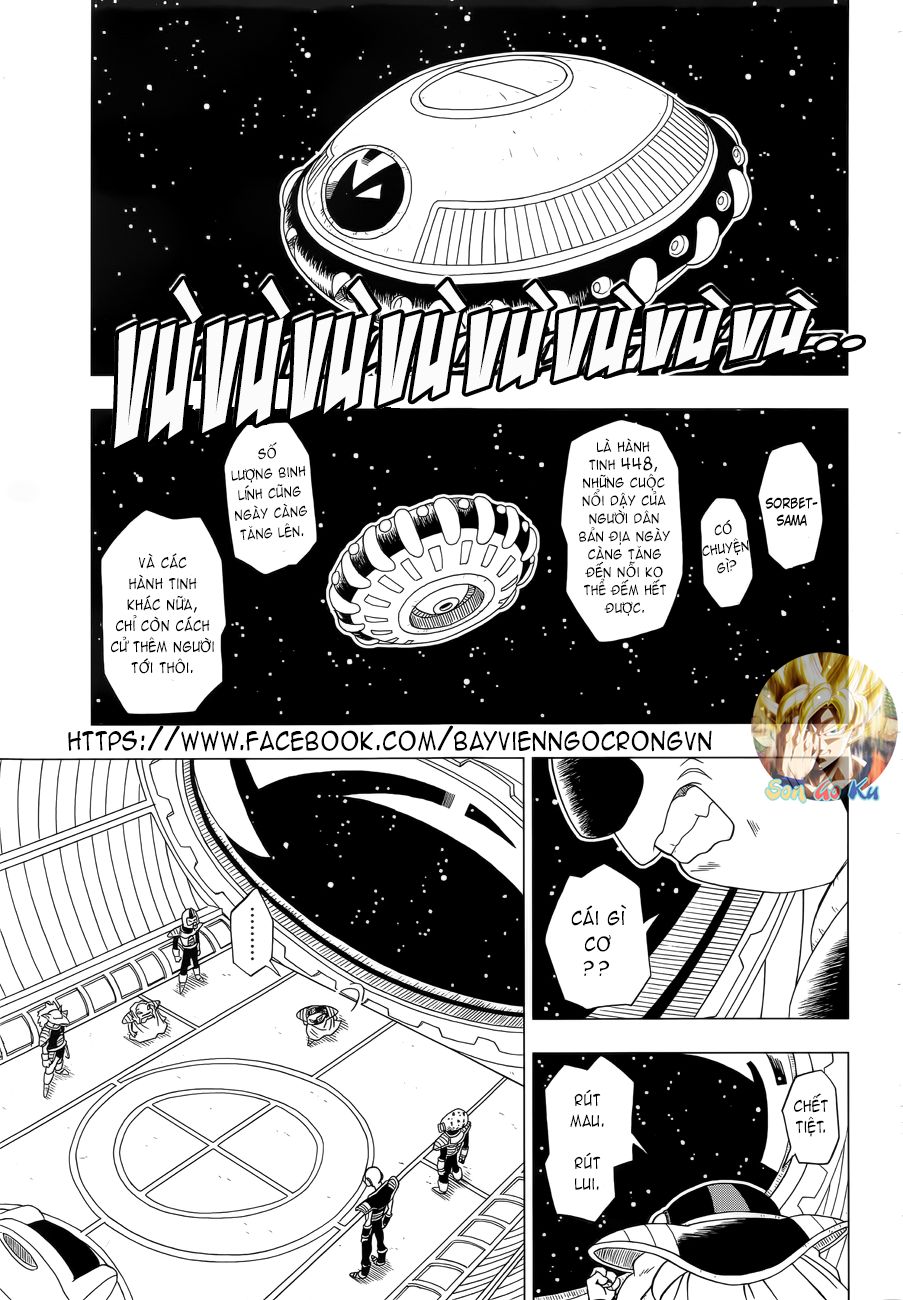 VÙ VÙ VÙ VÙ VÙ VÙ VÙ VÙ...
SORBET-
SAMA
CÓ
CHUYỆN
GÌ?
LÀ HÀNH
TINH 448,
NHỮNG CUỘC
NỔI DẬY CỦA
NGƯỜI DÂN
BẢN ĐỊA NGÀY
CÀNG TĂNG
ĐẾN NỖI KO
THỂ ĐẾM HẾT
ĐƯỢC.
SỐ
LƯỢNG BINH
LÍNH CŨNG
NGÀY CÀNG
TĂNG LÊN.
VÀ CÁC
HÀNH TINH
KHÁC NỮA,
CHỈ CÒN CÁCH
CỬ THÊM NGƯỜI
TỚI THÔI.
HTTPS://WWW.FACEBOOK.COM/BAYVIENNGOCRONGVN
Son Go Ku
CÁI GÌ
CƠ
??
CHẾT
TIỆT.
RÚT
MAU.
RÚT
LUI.
........